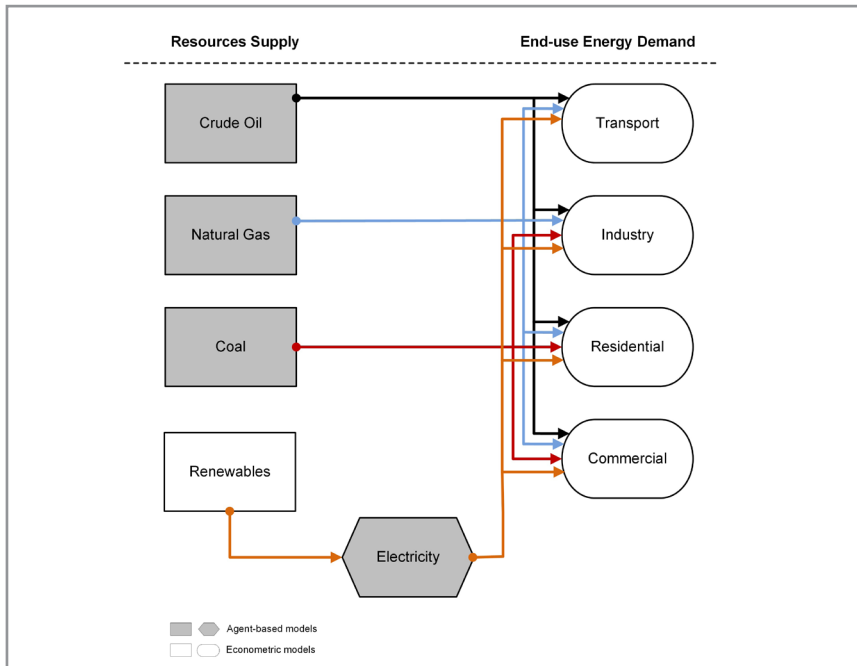 Resources Supply
End-use Energy Demand
Crude Oil
Transport
Natural Gas
Industry
Coal
Residential
Renewables
Commercial
Electricity
Agent-based models
Econometric models